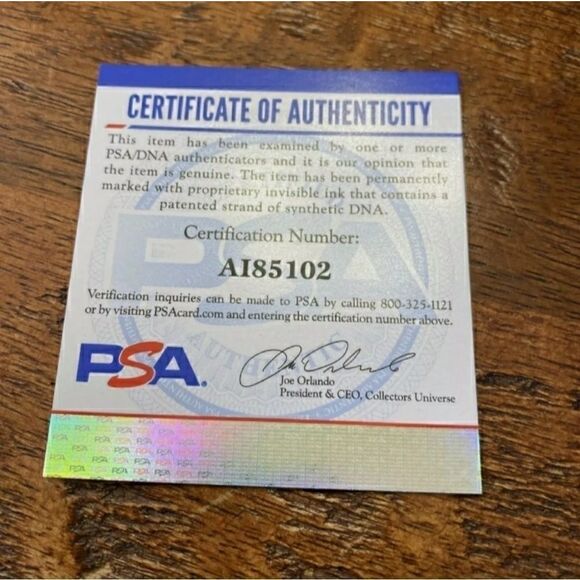 CERTIFICATE OF AUTHENTICITY
This item has been examined by one or more
PSA/DNA authenticators and it is our opinion that
the item is genuine. The item has been permanently
marked with proprietary invisible ink that contains a
patented strand of synthetic DNA.
Certification Number:
AI85102
Verification inquiries can be made to PSA by calling 800-325-1121
or by visiting PSAcard.com and entering the certification number above.
PSA.
Joe Orlando
President & CEO, Collectors Universe